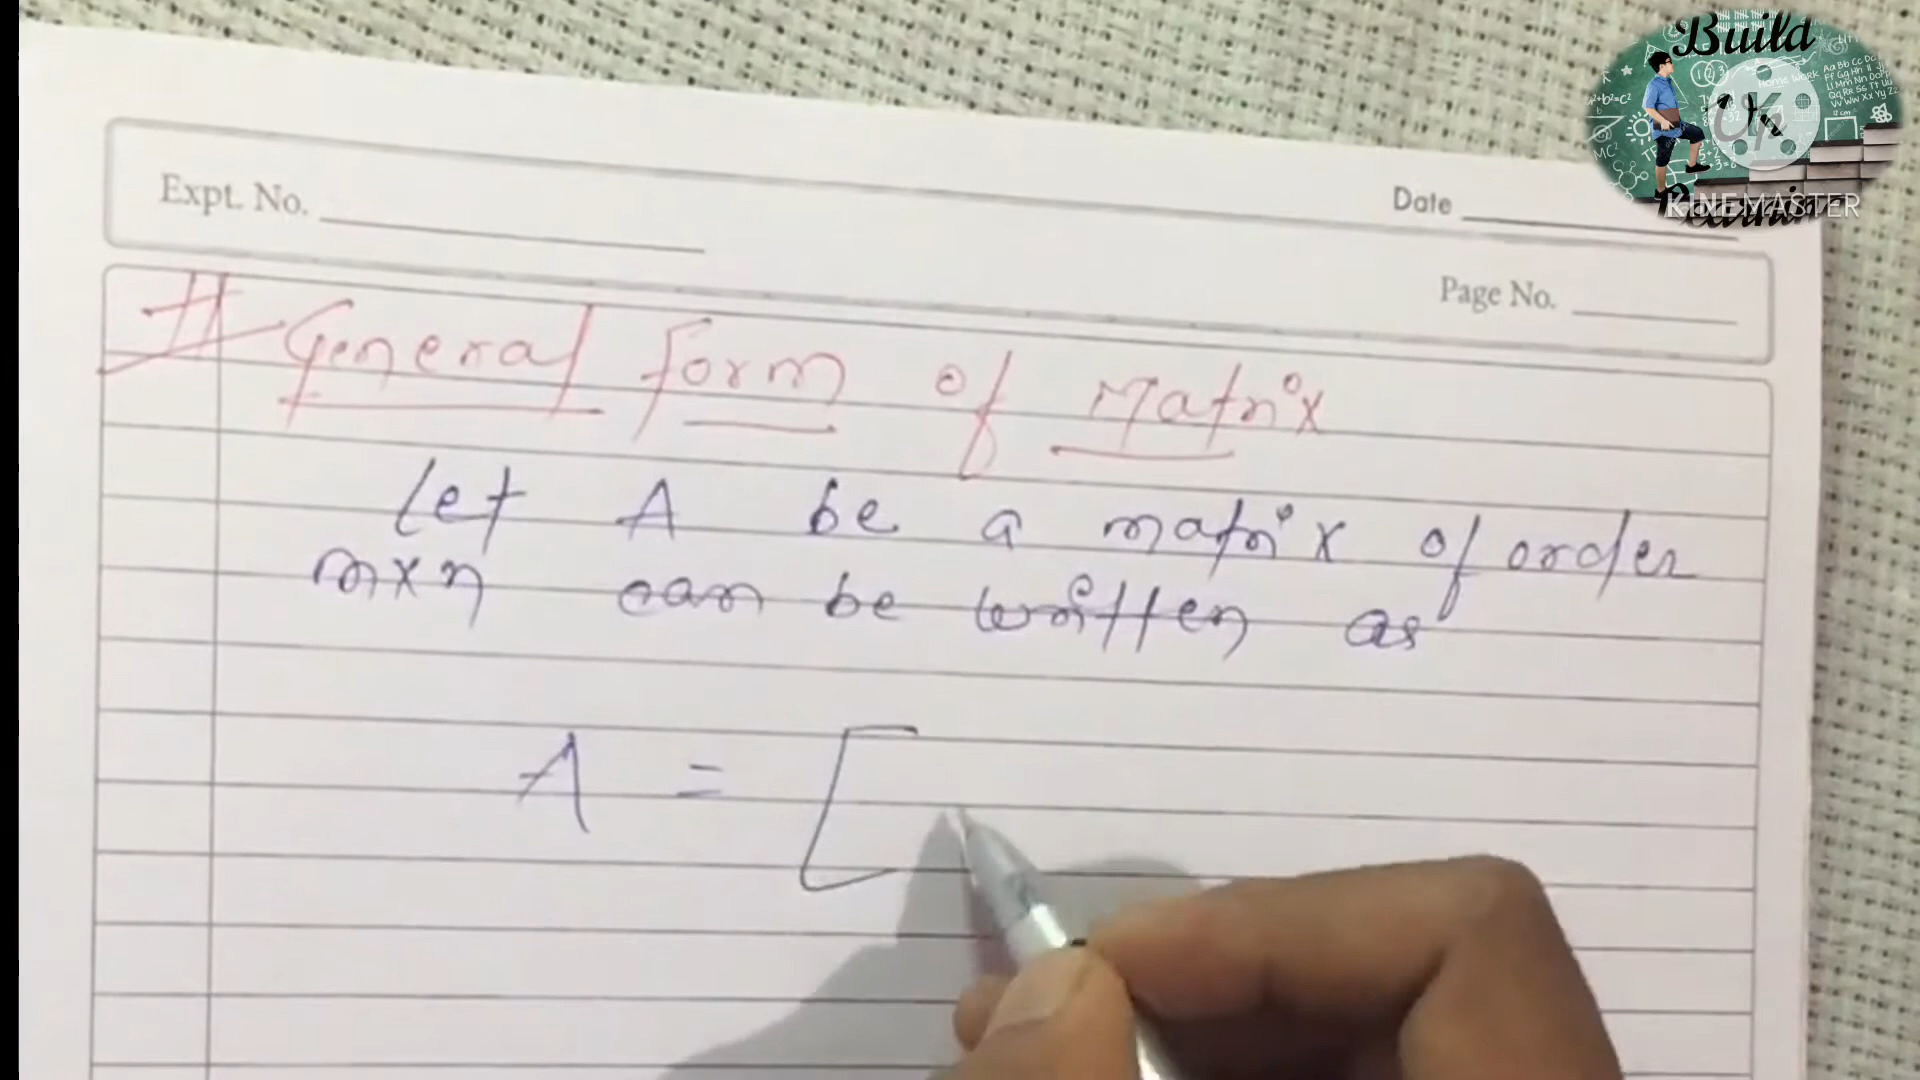 Build
KINEMASTER
Expt. No.
Date
Page No.
# General form of Matrix
Let A be a matrix of order
m×n can be written as
A = [